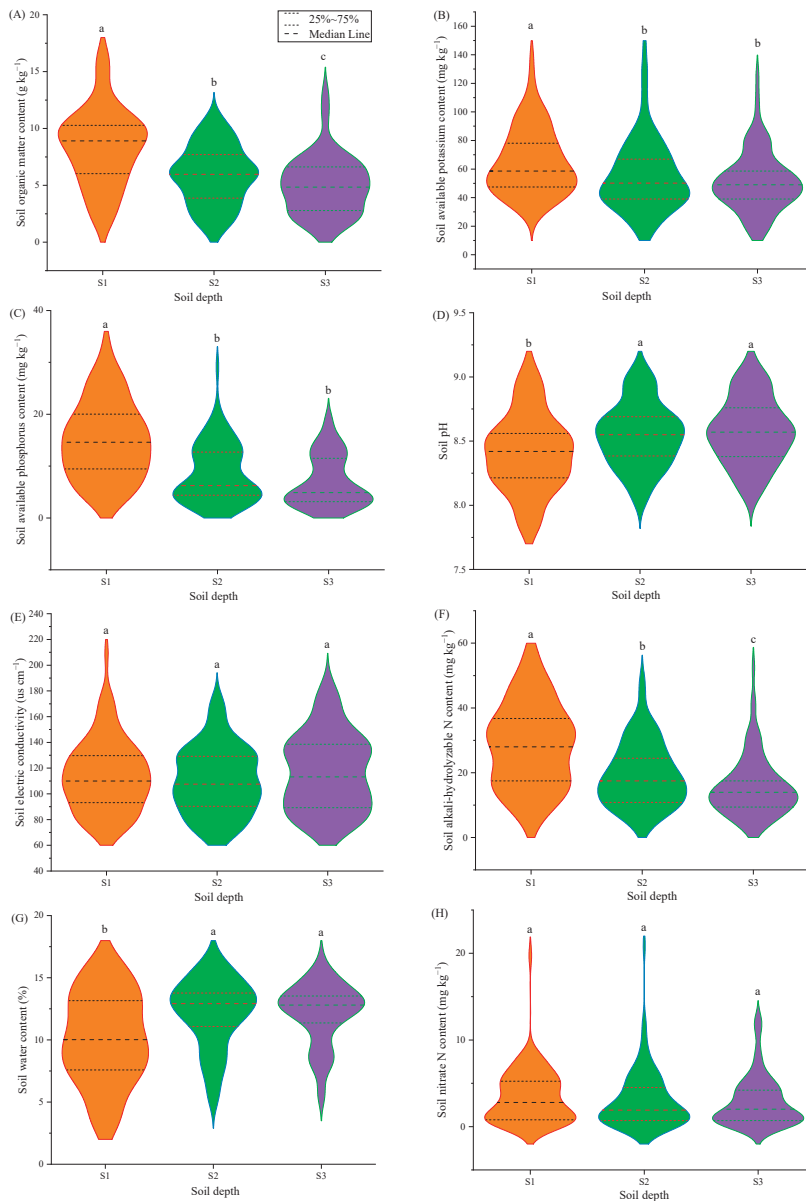 (A)
Soil organic matter content (g kg⁻¹)
20
15
10
5
0
a
b
c
25%~75%
Median Line
S1 S2 S3
Soil depth
(B)
Soil available potassium content (mg kg⁻¹)
160
140
120
100
80
60
40
20
0
a
b
b
S1 S2 S3
Soil depth
(C)
Soil available phosphorus content (mg kg⁻¹)
40
20
0
a
b
b
S1 S2 S3
Soil depth
(D)
Soil pH
9.5
9.0
8.5
8.0
7.5
b
a
a
S1 S2 S3
Soil depth
(E)
Soil electric conductivity (us cm⁻¹)
240
220
200
180
160
140
120
100
80
60
40
a
a
a
S1 S2 S3
Soil depth
(F)
Soil alkali-hydrolyzable N content (mg kg⁻¹)
60
40
20
0
a
b
c
S1 S2 S3
Soil depth
(G)
Soil water content (%)
20
15
10
5
0
b
a
a
S1 S2 S3
Soil depth
(H)
Soil nitrate N content (mg kg⁻¹)
20
10
0
a
a
a
S1 S2 S3
Soil depth